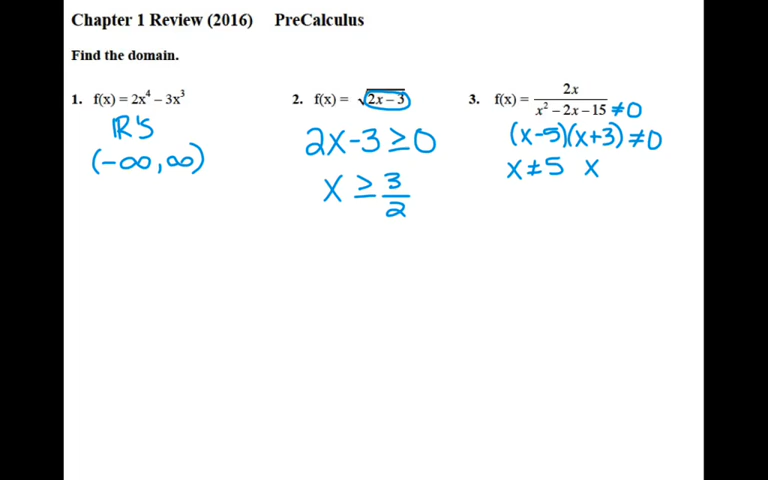 Chapter 1 Review (2016) PreCalculus
Find the domain.
1. f(x) = 2x⁴ – 3x³
ℝ's
(-∞, ∞)
2. f(x) = √(2x – 3)
2x-3 ≥ 0
x ≥ 3/2
3. f(x) = 2x / (x² – 2x – 15) ≠ 0
(x-5)(x+3) ≠ 0
x ≠ 5 x